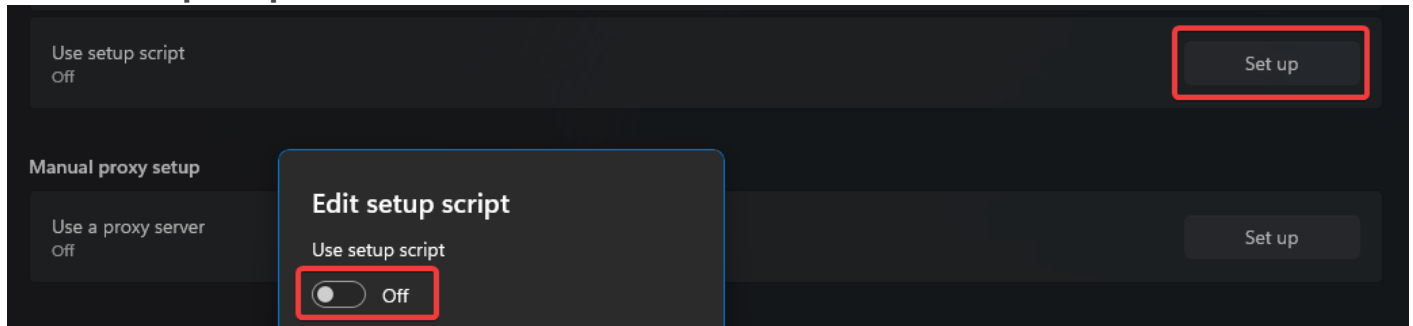 Use setup script
Off
Set up
Manual proxy setup
Use a proxy server
Off
Set up
Edit setup script
Use setup script
Off